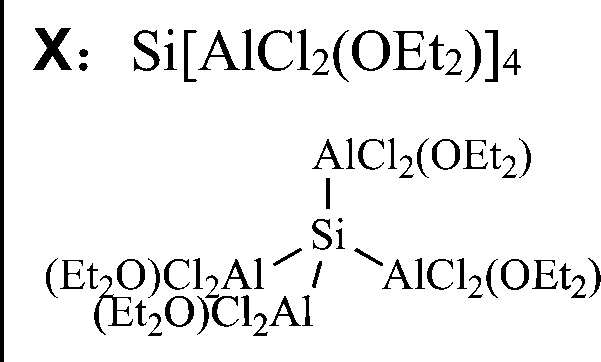 X：Si[AlCl₂(OEt₂)]₄
AlCl₂(OEt₂)
Si
(Et₂O)Cl₂Al
AlCl₂(OEt₂)
(Et₂O)Cl₂Al